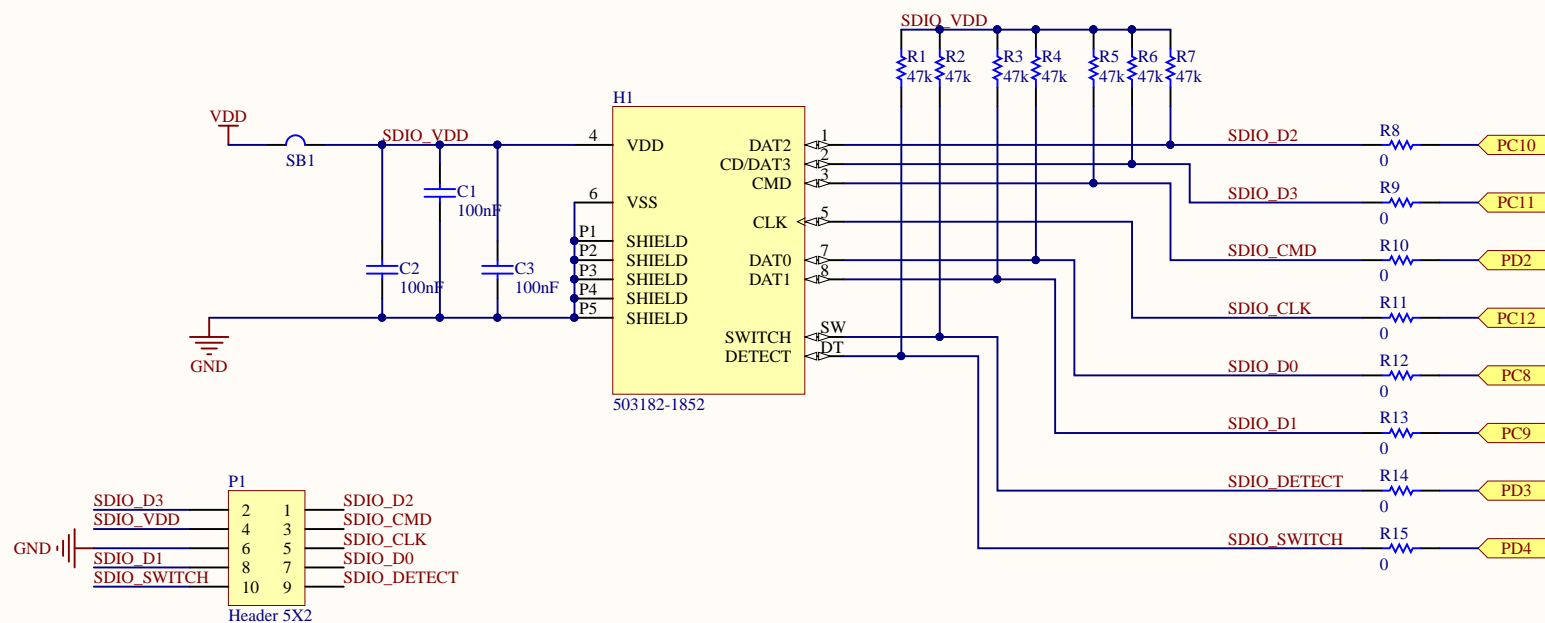 SDIO_VDD
R1 R2 R3 R4 R5 R6 R7
47k 47k 47k 47k 47k 47k 47k
VDD
SB1
SDIO_VDD
C1
100nF
C2
100nF
C3
100nF
GND
H1
4 VDD
6 VSS
P1 SHIELD
P2 SHIELD
P3 SHIELD
P4 SHIELD
P5 SHIELD
DAT2 1
CD/DAT3 2
CMD 3
CLK 5
DAT0 7
DAT1 8
SWITCH SW
DETECT DT
503182-1852
SDIO_D2 R8 0 PC10
SDIO_D3 R9 0 PC11
SDIO_CMD R10 0 PD2
SDIO_CLK R11 0 PC12
SDIO_D0 R12 0 PC8
SDIO_D1 R13 0 PC9
SDIO_DETECT R14 0 PD3
SDIO_SWITCH R15 0 PD4
P1
SDIO_D3 2 1 SDIO_D2
SDIO_VDD 4 3 SDIO_CMD
GND 6 5 SDIO_CLK
SDIO_D1 8 7 SDIO_D0
SDIO_SWITCH 10 9 SDIO_DETECT
Header 5X2